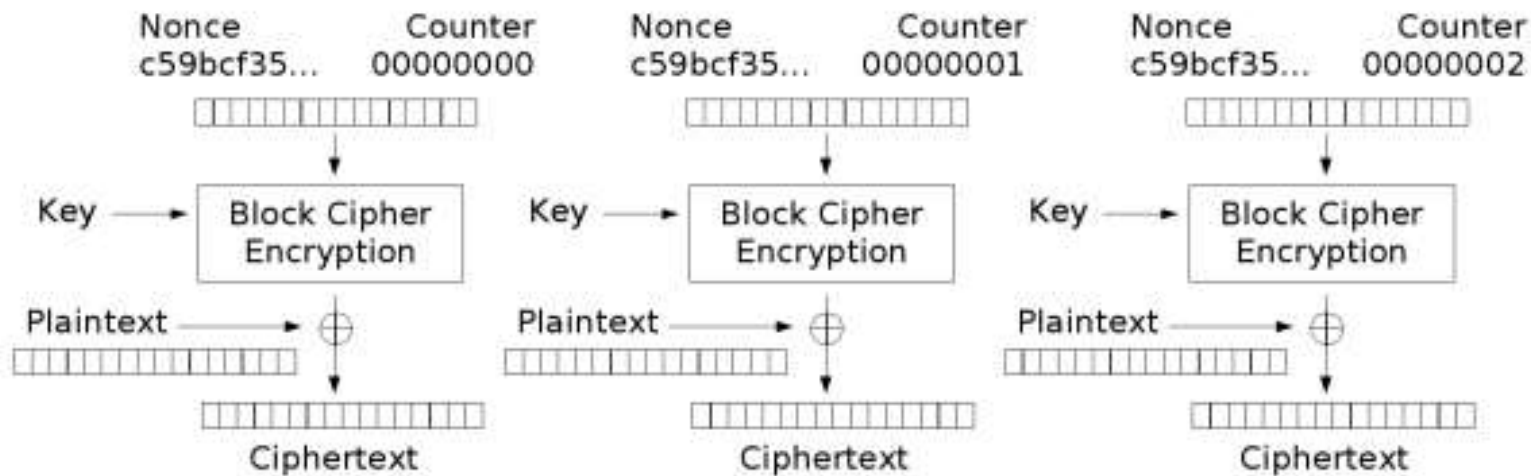 Nonce Counter Nonce Counter Nonce Counter
c59bcf35... 00000000 c59bcf35... 00000001 c59bcf35... 00000002
Key Block Cipher Encryption Key Block Cipher Encryption Key Block Cipher Encryption
Plaintext Plaintext Plaintext
Ciphertext Ciphertext Ciphertext